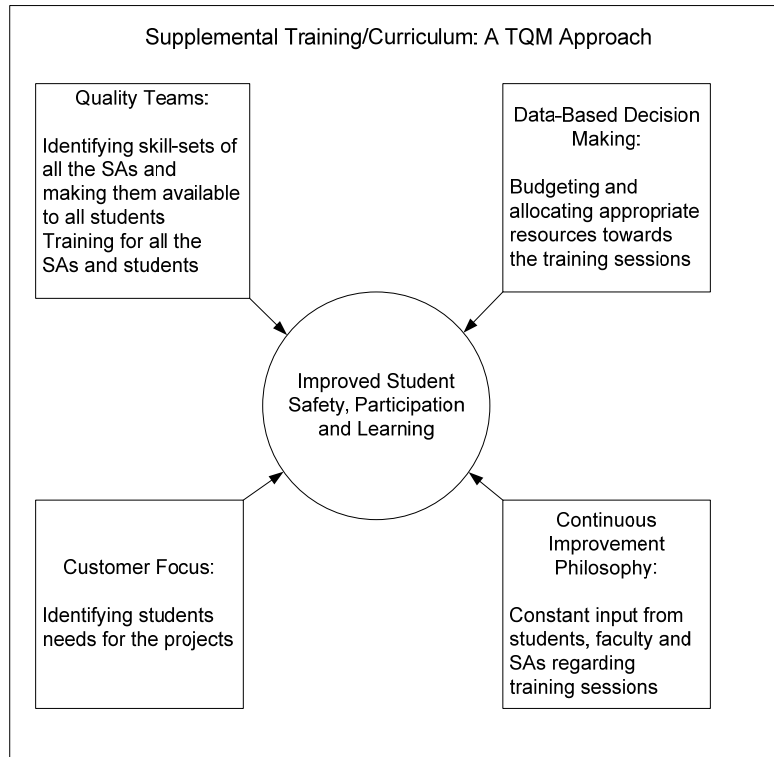 Supplemental Training/Curriculum: A TQM Approach
Quality Teams:
Identifying skill-sets of
all the SAs and
making them available
to all students
Training for all the
SAs and students
Data-Based Decision
Making:
Budgeting and
allocating appropriate
resources towards
the training sessions
Improved Student
Safety, Participation
and Learning
Customer Focus:
Identifying students
needs for the projects
Continuous
Improvement
Philosophy:
Constant input from
students, faculty and
SAs regarding
training sessions